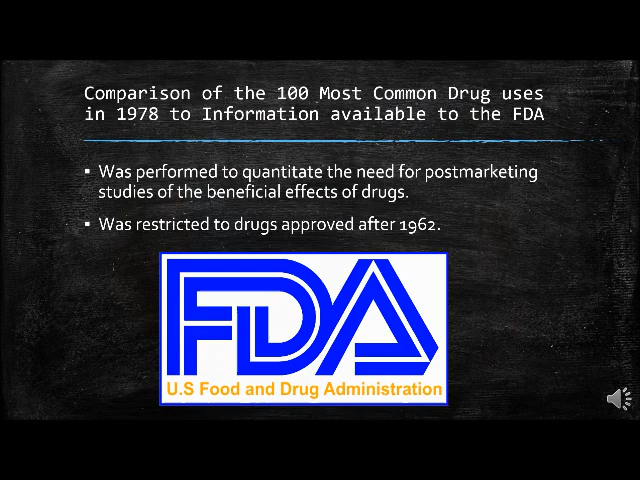 Comparison of the 100 Most Common Drug uses
in 1978 to Information available to the FDA
▪ Was performed to quantitate the need for postmarketing
studies of the beneficial effects of drugs.
▪ Was restricted to drugs approved after 1962.
FDA
U.S Food and Drug Administration